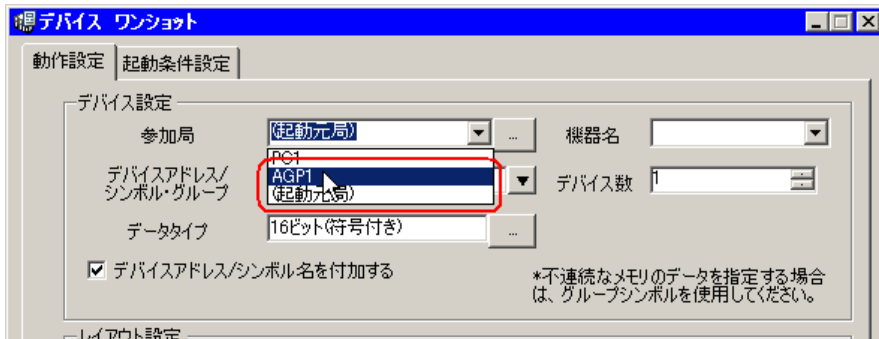 デバイス ワンショット
動作設定 起動条件設定
デバイス設定
参加局 (起動元局) ... 機器名
PC1
AGP1
(起動元局)
デバイスアドレス/
シンボル・グループ
デバイス数 1
データタイプ 16ビット(符号付き) ...
デバイスアドレス/シンボル名を付加する
*不連続なメモリのデータを指定する場合
は、グループシンボルを使用してください。
レイアウト設定